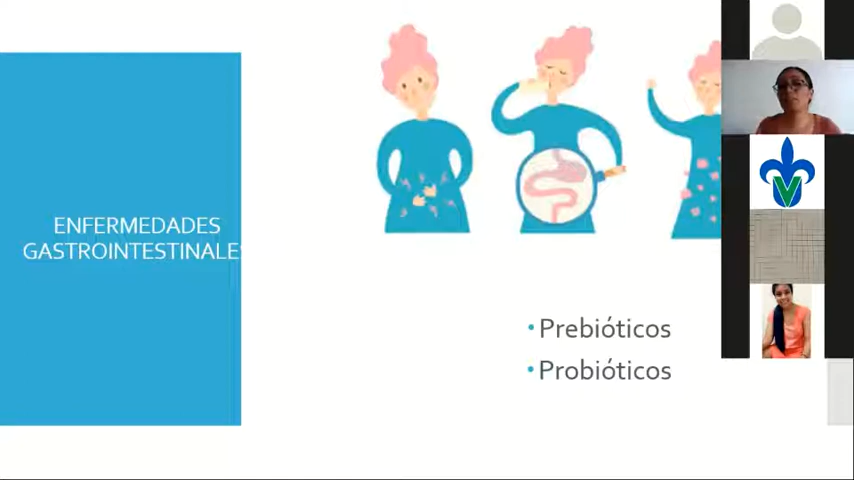 ENFERMEDADES
GASTROINTESTINALES
• Prebióticos
• Probióticos